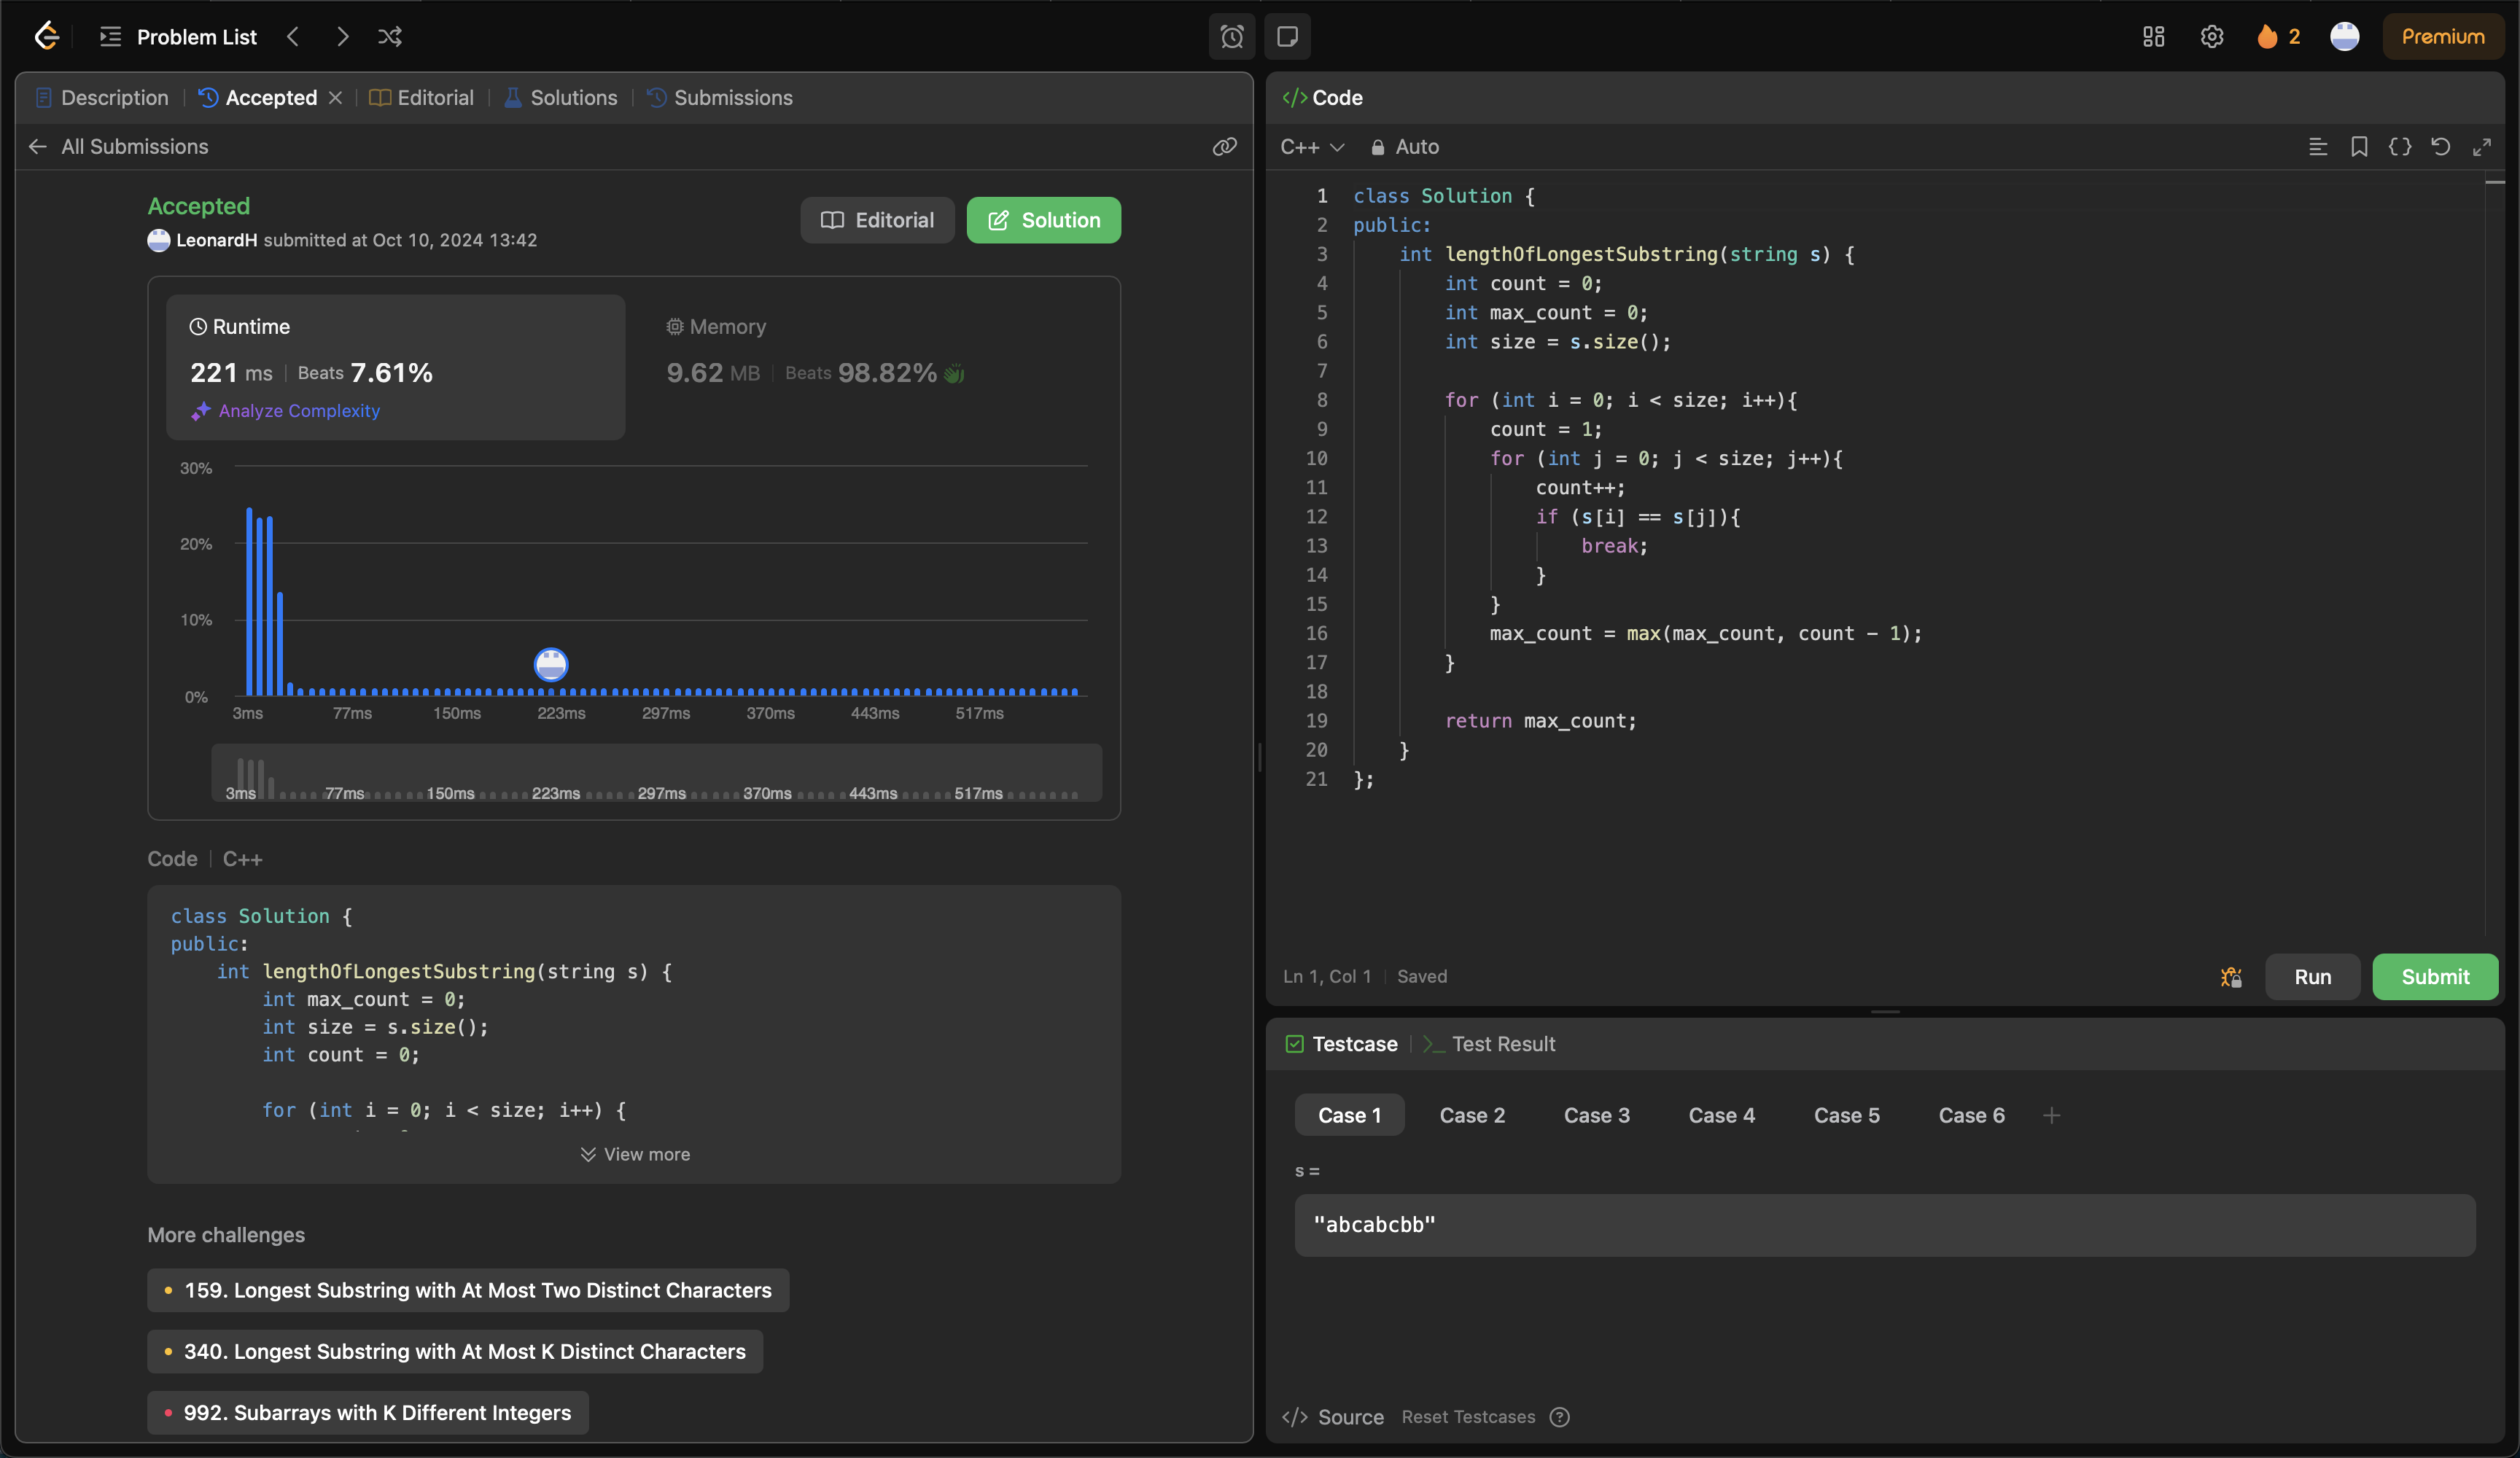 Problem List
2
Premium
Description
Accepted
Editorial
Solutions
Submissions
All Submissions
Accepted
LeonardH submitted at Oct 10, 2024 13:42
Editorial
Solution
Runtime
221 ms | Beats 7.61%
Analyze Complexity
Memory
9.62 MB | Beats 98.82%
30%
20%
10%
0%
3ms 77ms 150ms 223ms 297ms 370ms 443ms 517ms
3ms 77ms 150ms 223ms 297ms 370ms 443ms 517ms
Code | C++
class Solution {
public:
    int lengthOfLongestSubstring(string s) {
        int max_count = 0;
        int size = s.size();
        int count = 0;

        for (int i = 0; i < size; i++) {
View more
More challenges
159. Longest Substring with At Most Two Distinct Characters
340. Longest Substring with At Most K Distinct Characters
992. Subarrays with K Different Integers
</> Code
C++
Auto
1 class Solution {
2 public:
3     int lengthOfLongestSubstring(string s) {
4         int count = 0;
5         int max_count = 0;
6         int size = s.size();
7
8         for (int i = 0; i < size; i++){
9             count = 1;
10             for (int j = 0; j < size; j++){
11                 count++;
12                 if (s[i] == s[j]){
13                     break;
14                 }
15             }
16             max_count = max(max_count, count - 1);
17         }
18
19         return max_count;
20     }
21 };
Ln 1, Col 1 | Saved
Run
Submit
Testcase
Test Result
Case 1
Case 2
Case 3
Case 4
Case 5
Case 6
+
s =
"abcabcbb"
</> Source
Reset Testcases
?